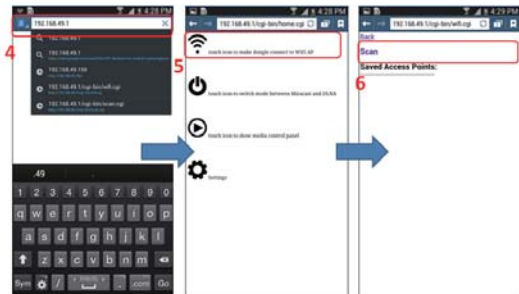 4:28 PM
4
192.168.49.1
192.168.49.1
192.168.49.1
192.168.49.1/cgi-bin/wifi.cgi
192.168.49.1/cgi-bin/scan.cgi
.49
1 2 3 4 5 6 7 8 9 0
q w e r t y u i o p
a s d f g h j k l
z x c v b n m
Sym / . .com Go
4:28 PM
192.168.49.1/cgi-bin/home.cgi
5
touch icon to make dongle connect to WiFi AP
touch icon to switch mode between Miracast and DLNA
touch icon to show media control panel
Settings
4:29 PM
192.168.49.1/cgi-bin/wifi.cgi
Back
Scan
Saved Access Points:
6